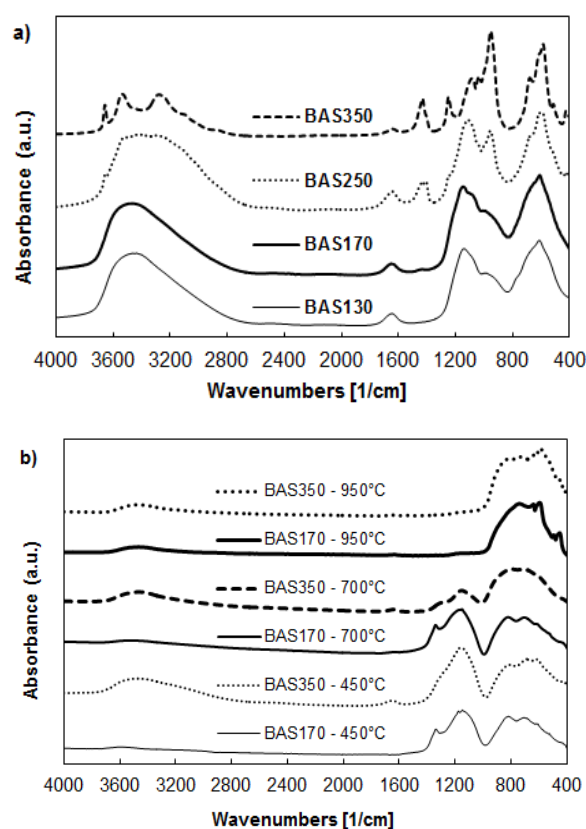 a)
Absorbance (a.u.)
BAS350
BAS250
BAS170
BAS130
4000 3600 3200 2800 2400 2000 1600 1200 800 400
Wavenumbers [1/cm]
b)
Absorbance (a.u.)
BAS350 - 950°C
BAS170 - 950°C
BAS350 - 700°C
BAS170 - 700°C
BAS350 - 450°C
BAS170 - 450°C
4000 3600 3200 2800 2400 2000 1600 1200 800 400
Wavenumbers [1/cm]